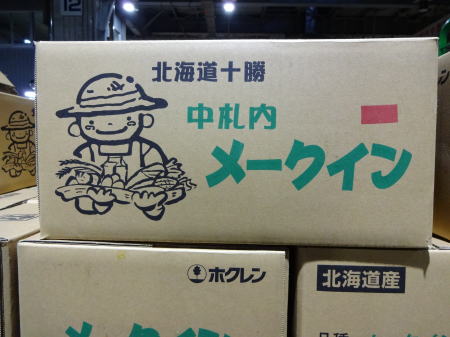 12
北海道十勝
中札内
メークイン
ホクレン
北海道産